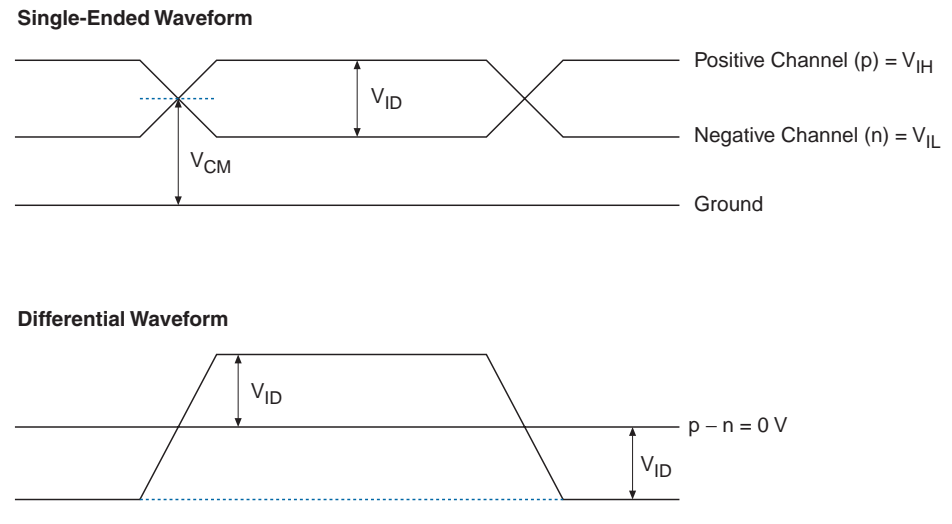 Single-Ended Waveform
Positive Channel (p) = VIH
VID
Negative Channel (n) = VIL
VCM
Ground
Differential Waveform
VID
p – n = 0 V
VID